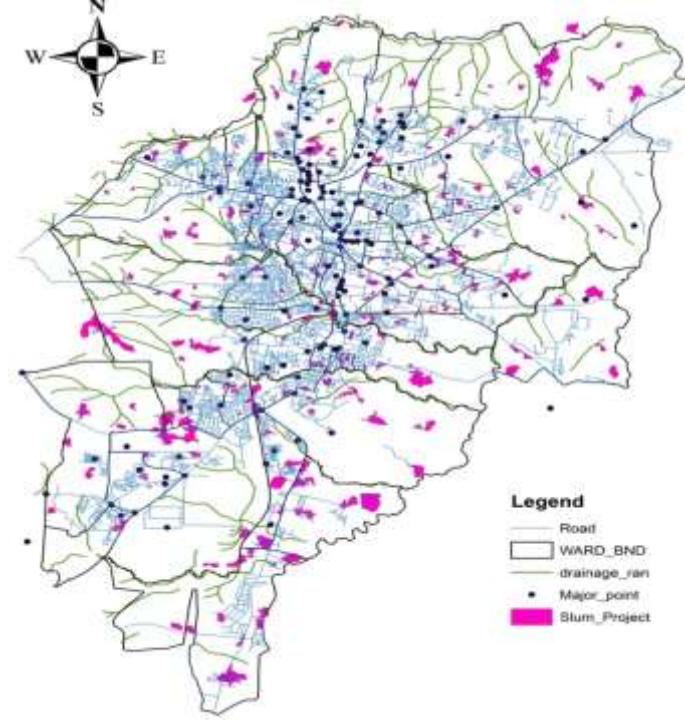 N
W E
S
Legend
Road
WARD_BND
drainage_ran
Major_point
Slum_Project